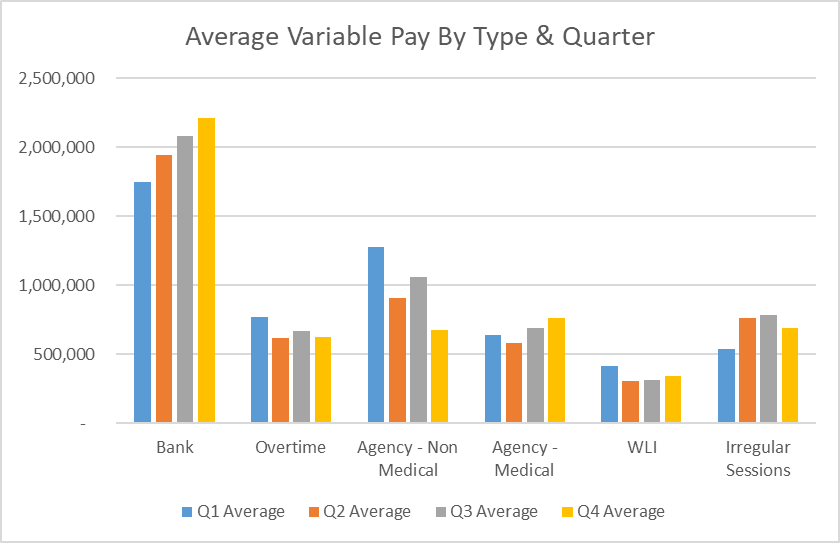 Average Variable Pay By Type & Quarter
2,500,000
2,000,000
1,500,000
1,000,000
500,000
-
Bank
Overtime
Agency - Non
Medical
Agency -
Medical
WLI
Irregular
Sessions
Q1 Average
Q2 Average
Q3 Average
Q4 Average